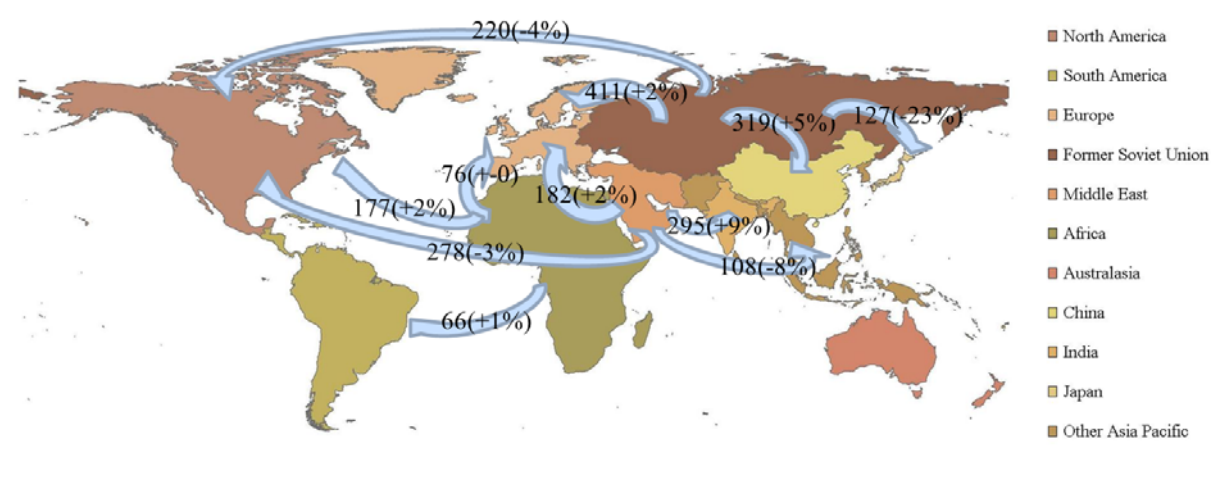 220(-4%)
411(+2%)
319(+5%)
127(-23%)
76(+-0)
182(+2%)
177(+2%)
295(+9%)
278(-3%)
108(-8%)
66(+1%)
North America
South America
Europe
Former Soviet Union
Middle East
Africa
Australasia
China
India
Japan
Other Asia Pacific